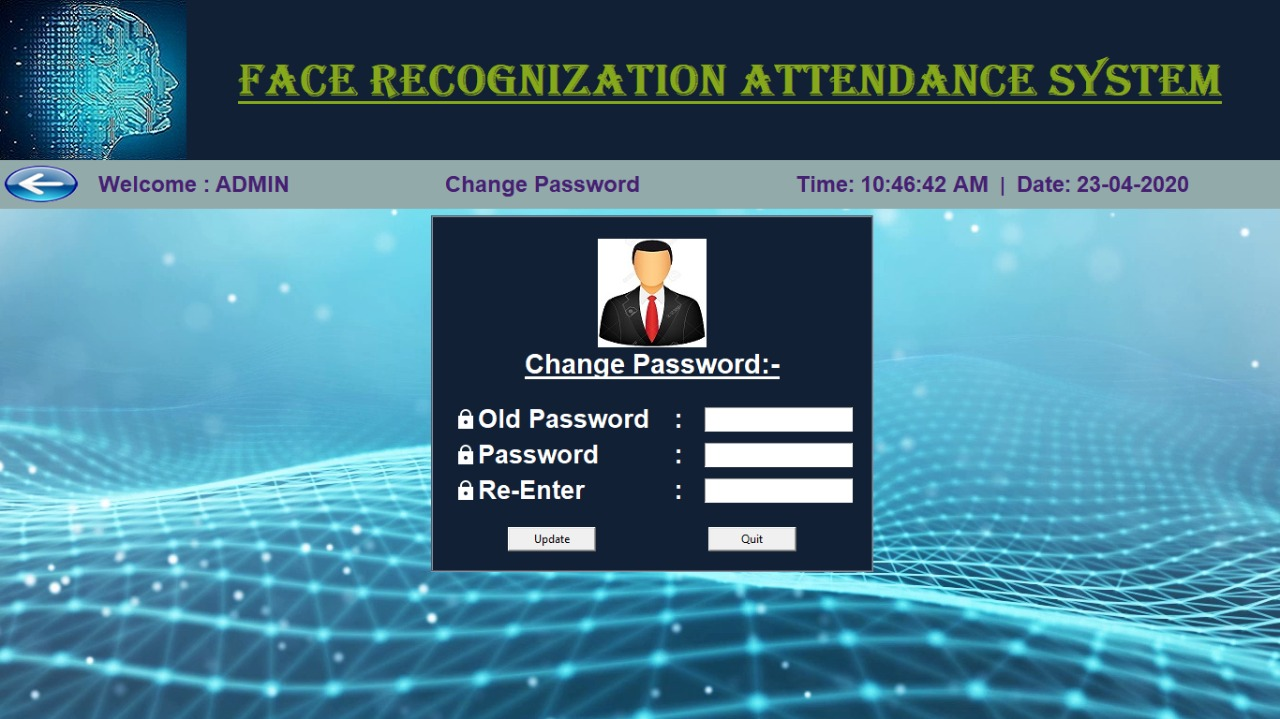 FACE RECOGNIZATION ATTENDANCE SYSTEM
Welcome : ADMIN Change Password Time: 10:46:42 AM | Date: 23-04-2020
Change Password:-
Old Password :
Password :
Re-Enter :
Update Quit